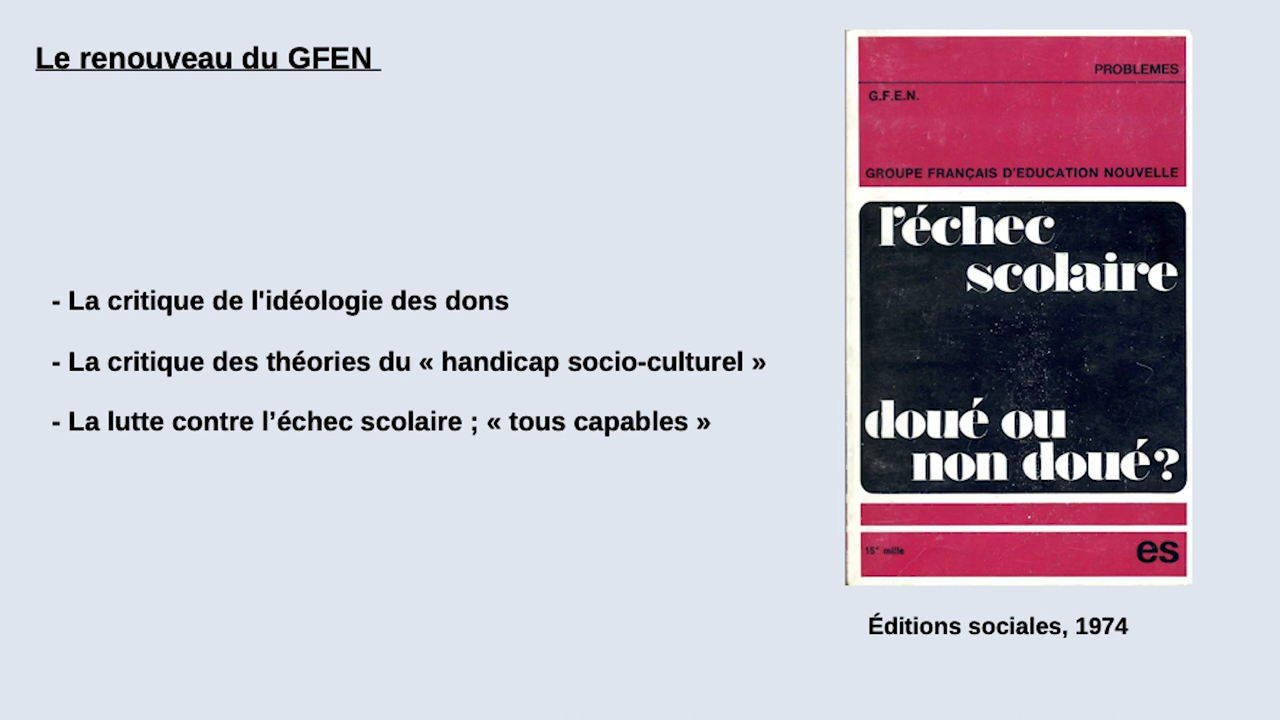 Le renouveau du GFEN
- La critique de l'idéologie des dons
- La critique des théories du « handicap socio-culturel »
- La lutte contre l’échec scolaire ; « tous capables »
PROBLEMES
G.F.E.N.
GROUPE FRANÇAIS D'EDUCATION NOUVELLE
l'échec
scolaire
doué ou
non doué?
15e mille
es
Éditions sociales, 1974